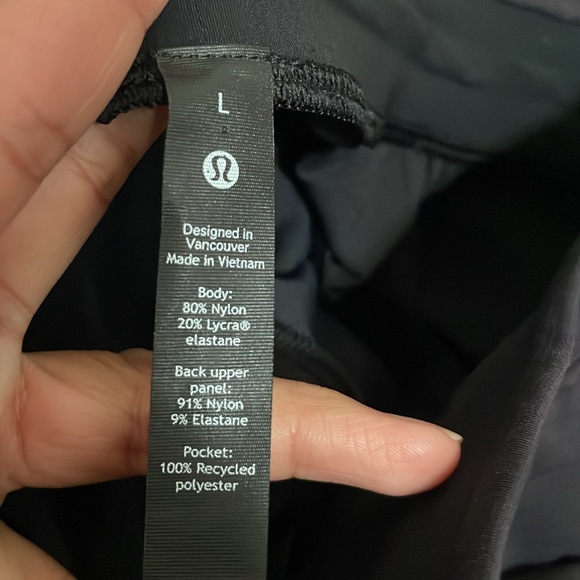 L
Designed in
Vancouver
Made in Vietnam
Body:
80% Nylon
20% Lycra®
elastane
Back upper
panel:
91% Nylon
9% Elastane
Pocket:
100% Recycled
polyester